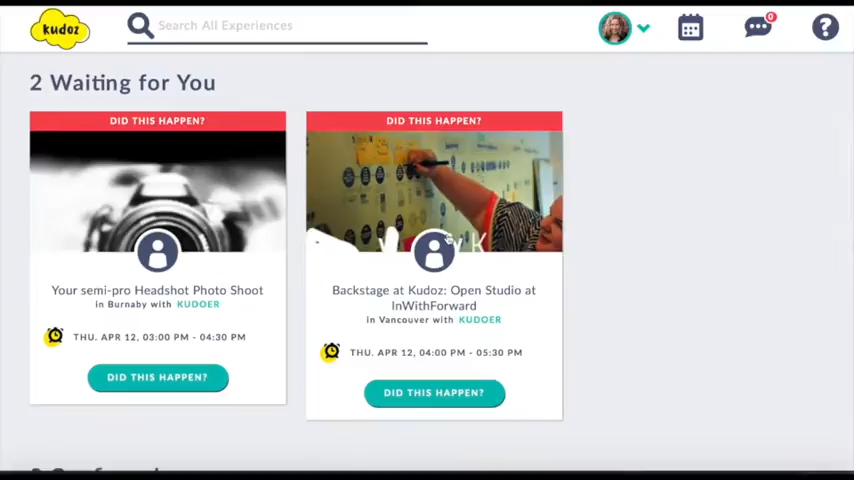 kudoz
Search All Experiences
0
?
2 Waiting for You
DID THIS HAPPEN?
Your semi-pro Headshot Photo Shoot
in Burnaby with KUDOER
THU. APR 12, 03:00 PM - 04:30 PM
DID THIS HAPPEN?
DID THIS HAPPEN?
Backstage at Kudoz: Open Studio at
InWithForward
in Vancouver with KUDOER
THU. APR 12, 04:00 PM - 05:30 PM
DID THIS HAPPEN?